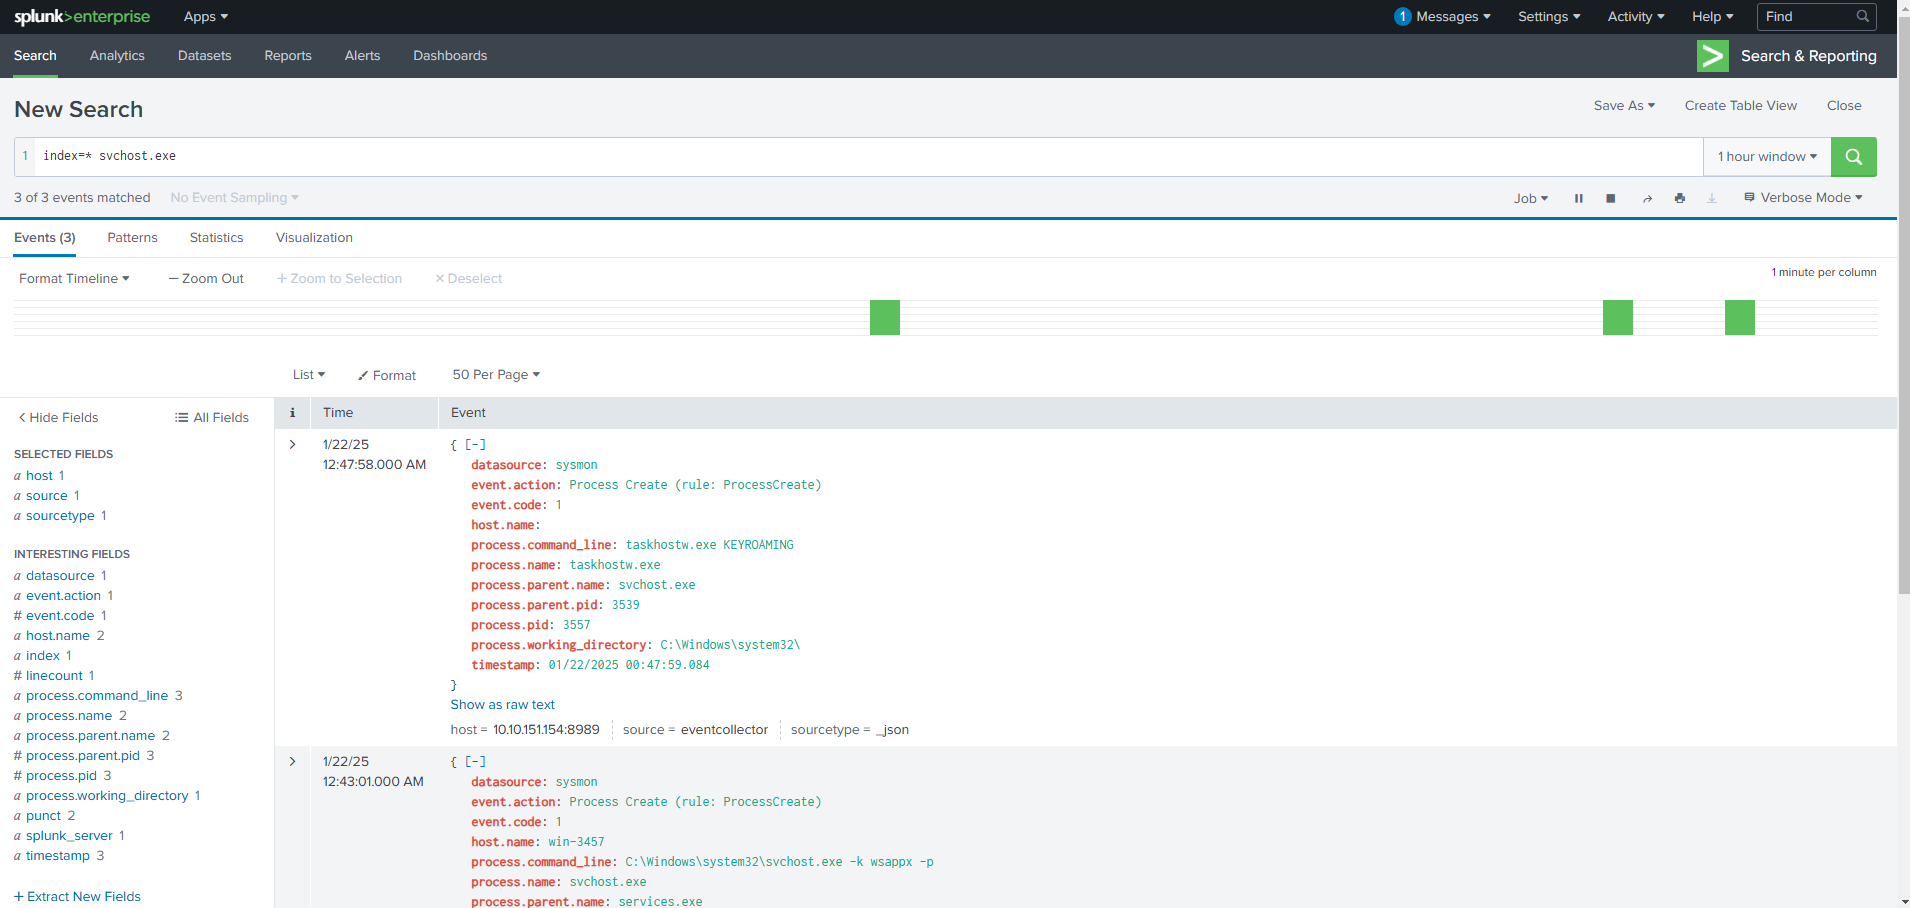 splunk>enterprise Apps 1 Messages Settings Activity Help Find
Search Analytics Datasets Reports Alerts Dashboards Search & Reporting
New Search Save As Create Table View Close
1 index=* svchost.exe 1 hour window
3 of 3 events matched No Event Sampling Job Verbose Mode
Events (3) Patterns Statistics Visualization
Format Timeline — Zoom Out + Zoom to Selection × Deselect 1 minute per column
List Format 50 Per Page
< Hide Fields All Fields
SELECTED FIELDS
a host 1
a source 1
a sourcetype 1
INTERESTING FIELDS
a datasource 1
a event.action 1
# event.code 1
a host.name 2
a index 1
# linecount 1
a process.command_line 3
a process.name 2
a process.parent.name 2
# process.parent.pid 3
# process.pid 3
a process.working_directory 1
a punct 2
a splunk_server 1
a timestamp 3
+ Extract New Fields
i Time Event
> 1/22/25
12:47:58.000 AM
{ [-]
datasource: sysmon
event.action: Process Create (rule: ProcessCreate)
event.code: 1
host.name:
process.command_line: taskhostw.exe KEYROAMING
process.name: taskhostw.exe
process.parent.name: svchost.exe
process.parent.pid: 3539
process.pid: 3557
process.working_directory: C:\Windows\system32\
timestamp: 01/22/2025 00:47:59.084
}
Show as raw text
host = 10.10.151.154:8989 source = eventcollector sourcetype = _json
> 1/22/25
12:43:01.000 AM
{ [-]
datasource: sysmon
event.action: Process Create (rule: ProcessCreate)
event.code: 1
host.name: win-3457
process.command_line: C:\Windows\system32\svchost.exe -k wsappx -p
process.name: svchost.exe
process.parent.name: services.exe